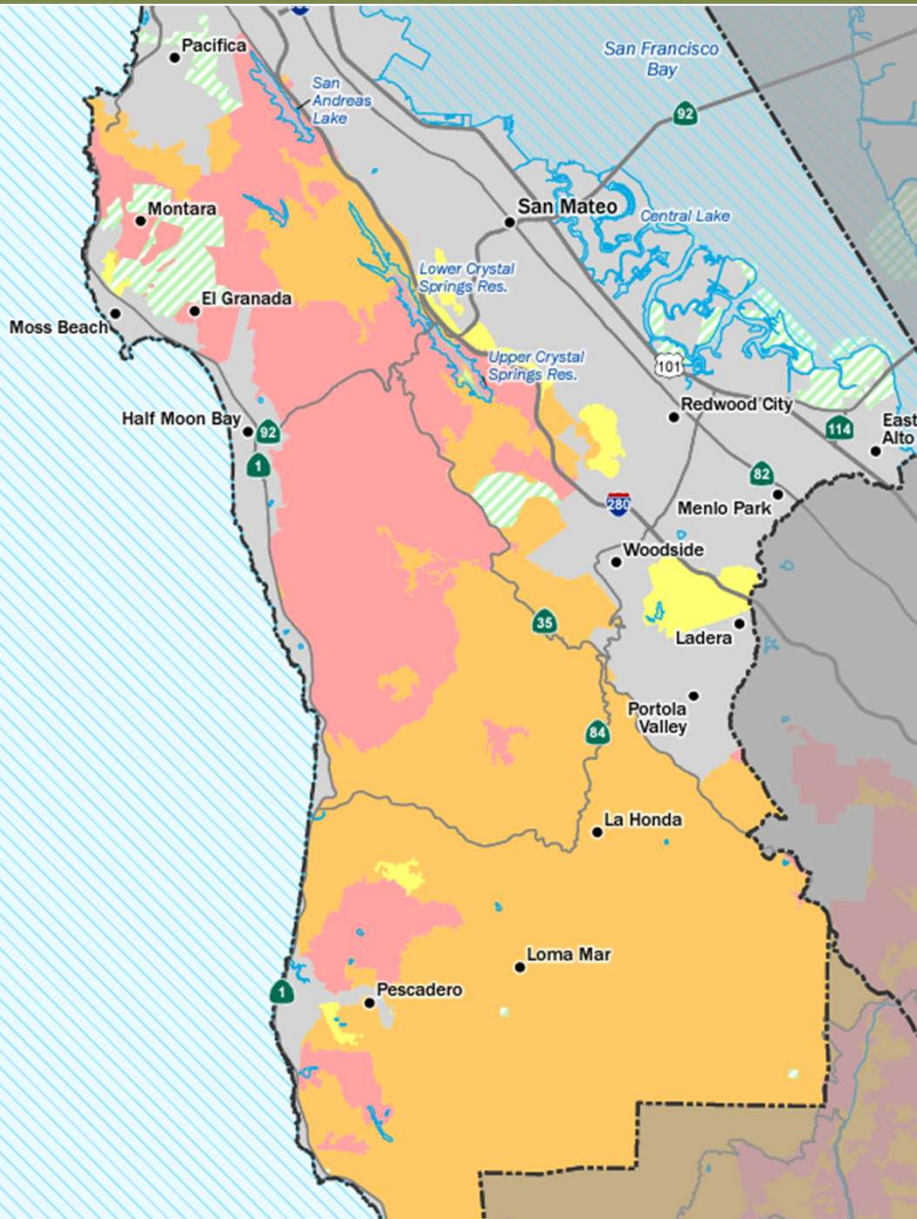 Pacifica
San Francisco
Bay
San
Andreas
Lake
92
San Mateo
Central Lake
Montara
Lower Crystal
Springs Res.
El Granada
Moss Beach
Upper Crystal
Springs Res.
101
Redwood City
Half Moon Bay
92
114
East
Alto
1
82
280
Menlo Park
Woodside
35
Ladera
Portola
Valley
84
La Honda
Loma Mar
1
Pescadero